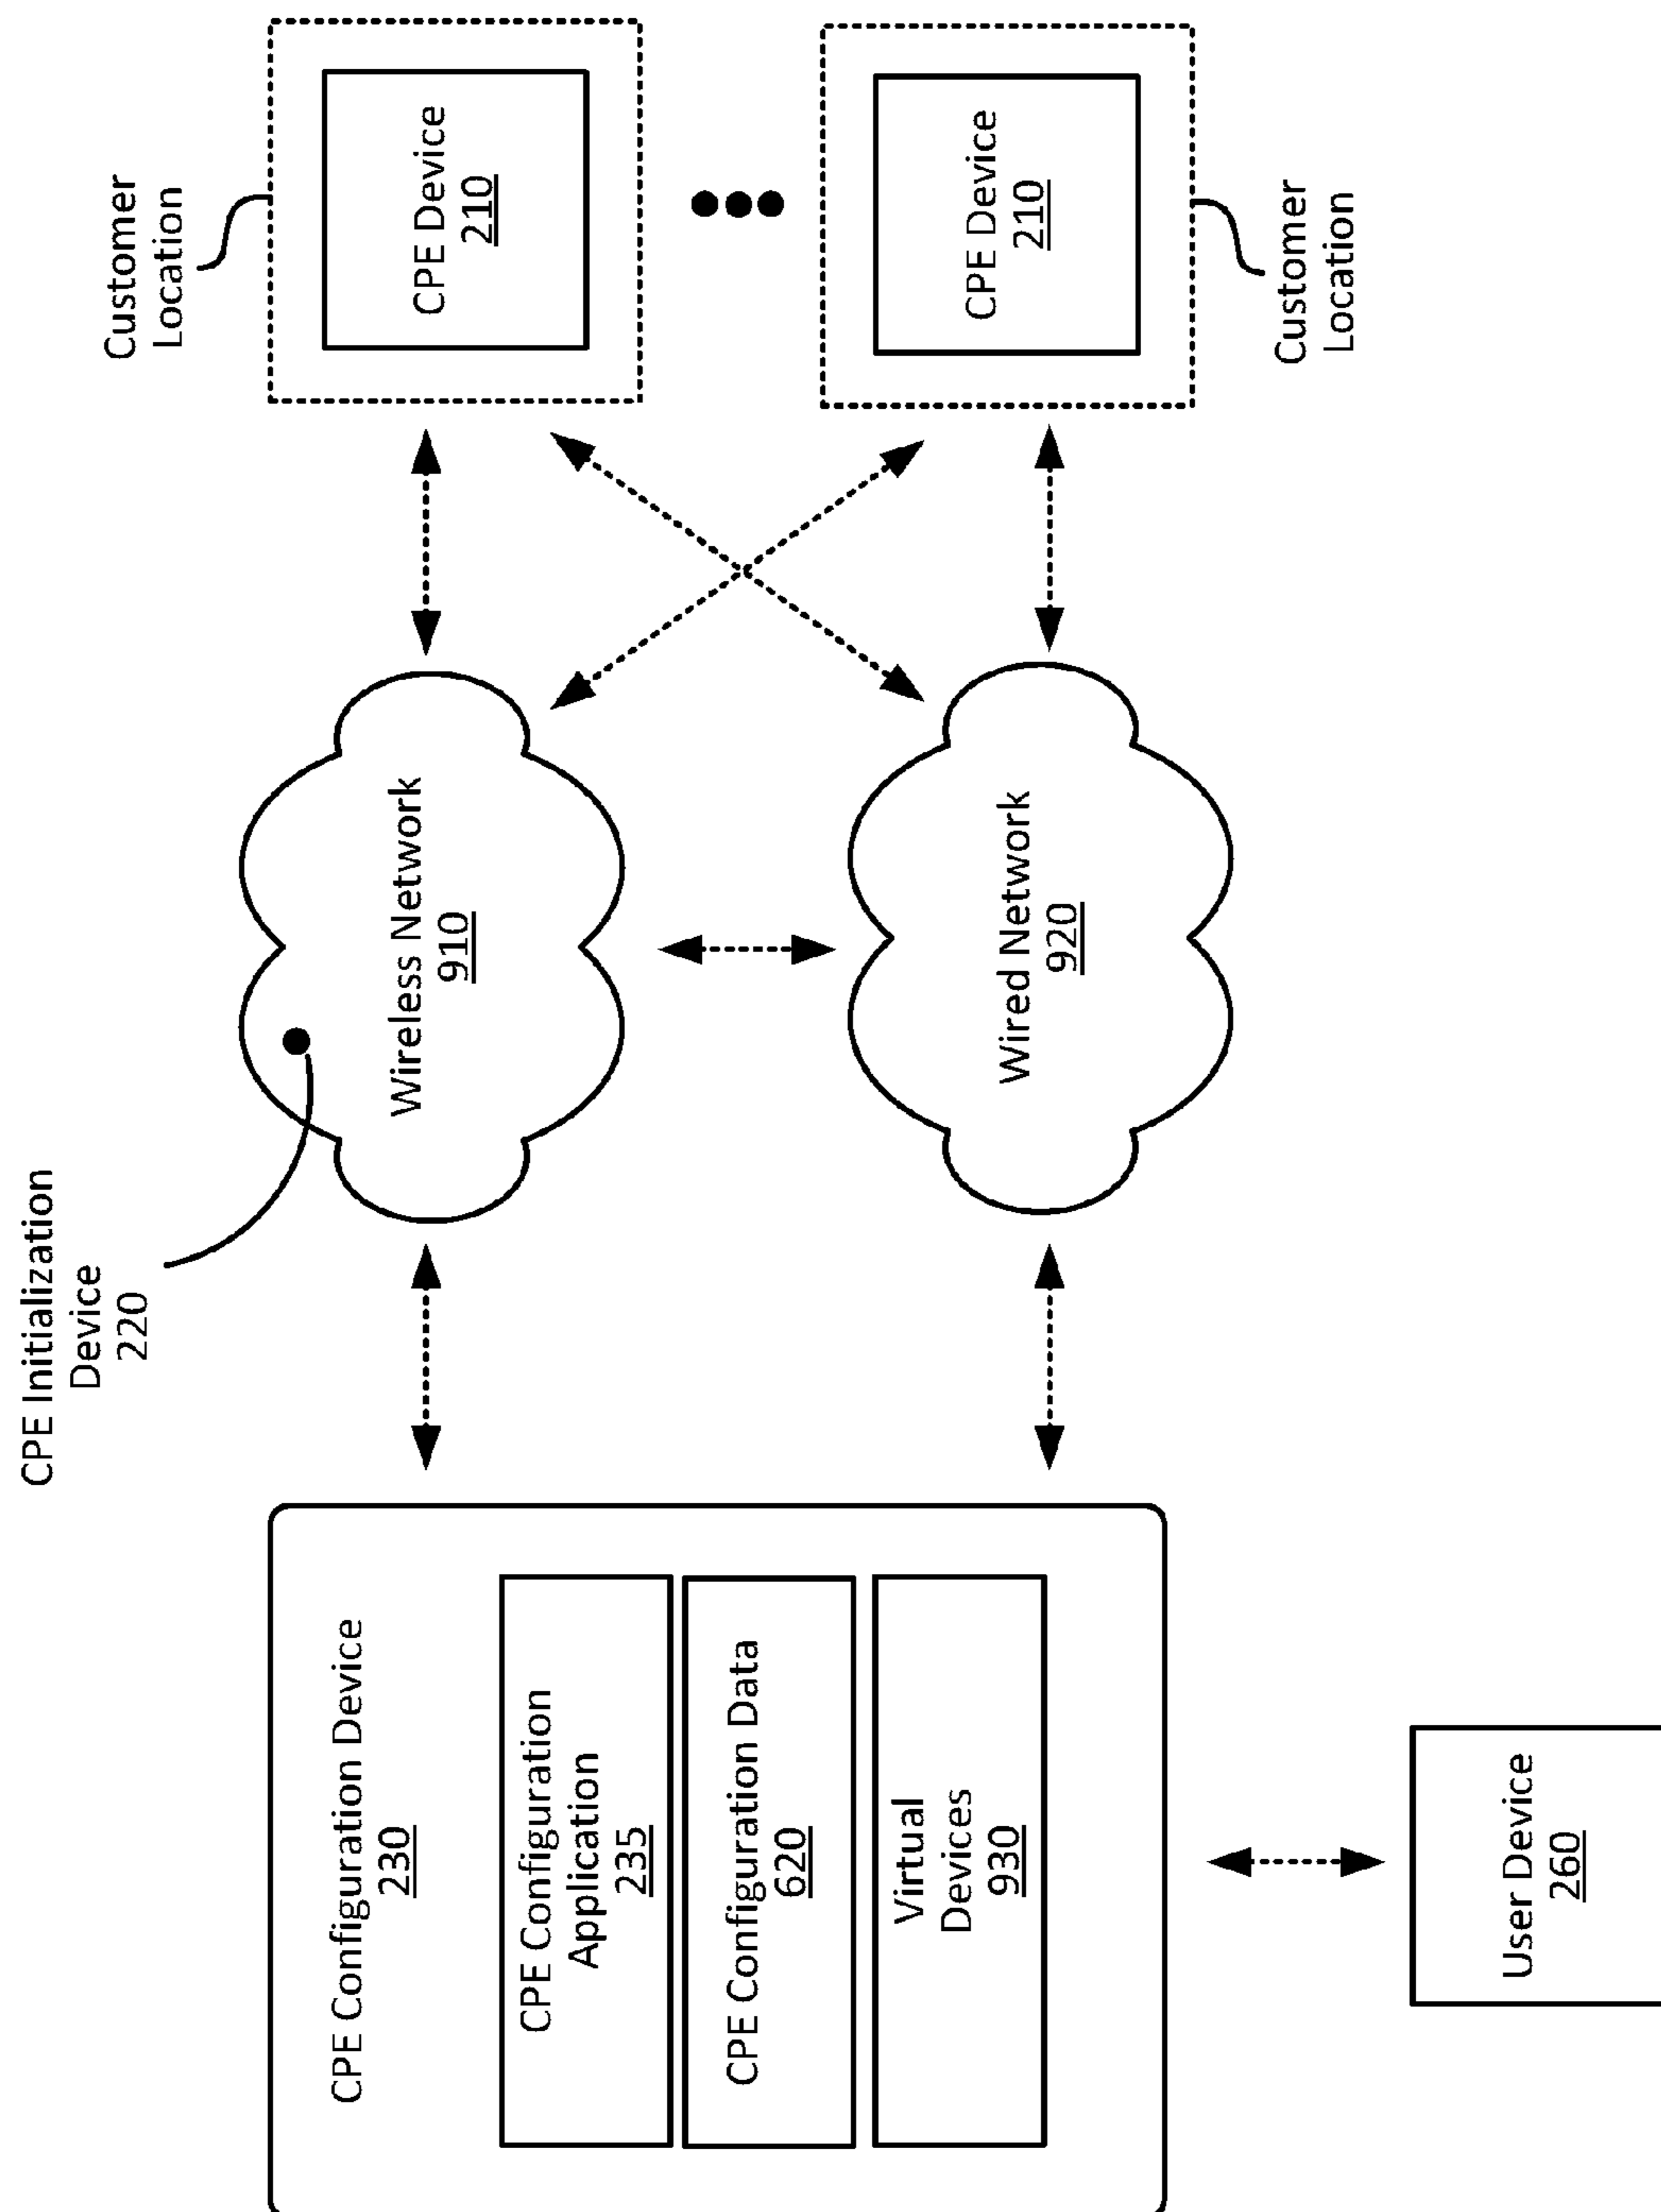 CPE Initialization
Device
220
CPE Configuration Device
230
CPE Configuration
Application
235
CPE Configuration Data
620
Virtual
Devices
930
User Device
260
Wireless Network
910
Wired Network
920
Customer
Location
CPE Device
210
CPE Device
210
Customer
Location